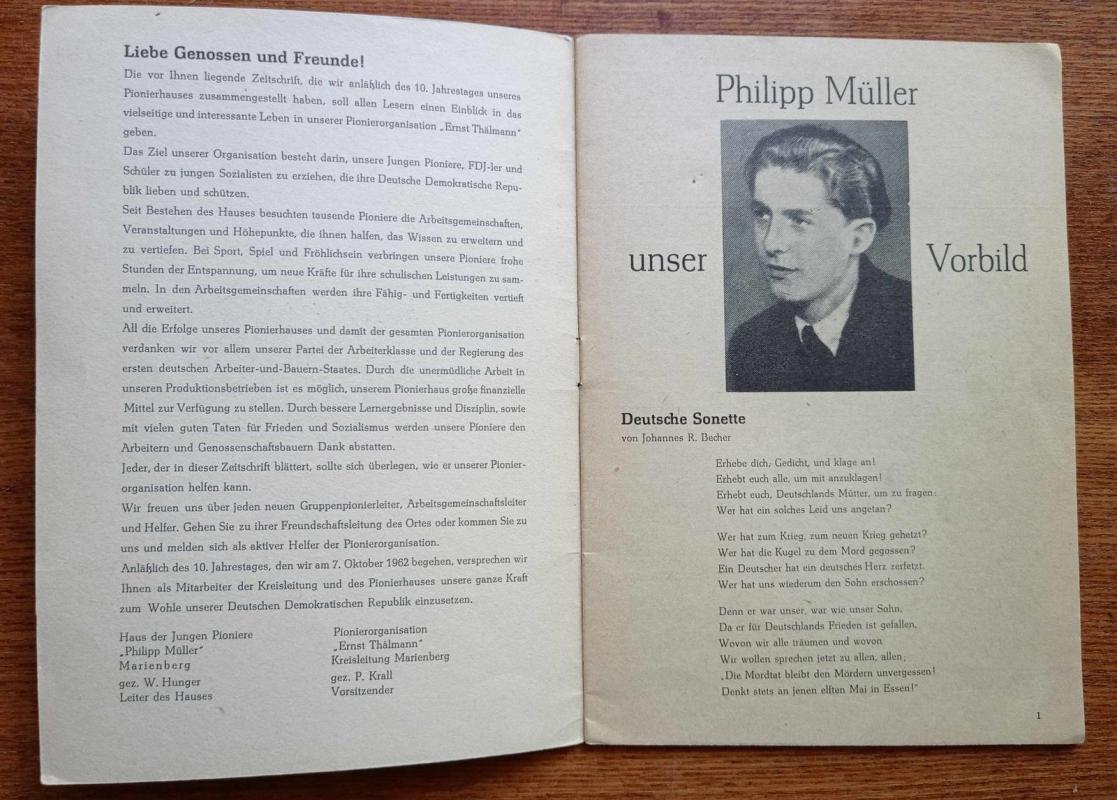 Liebe Genossen und Freunde!
Die vor Ihnen liegende Zeitschrift, die wir anläßlich des 10. Jahrestages unseres
Pionierhauses zusammengestellt haben, soll allen Lesern einen Einblick in das
vielseitige und interessante Leben in unserer Pionierorganisation „Ernst Thälmann"
geben.
Das Ziel unserer Organisation besteht darin, unsere Jungen Pioniere, FDJ-ler und
Schüler zu jungen Sozialisten zu erziehen, die ihre Deutsche Demokratische Repu-
blik lieben und schützen.
Seit Bestehen des Hauses besuchten tausende Pioniere die Arbeitsgemeinschaften,
Veranstaltungen und Höhepunkte, die ihnen halfen, das Wissen zu erweitern und
zu vertiefen. Bei Sport, Spiel und Fröhlichsein verbringen unsere Pioniere frohe
Stunden der Entspannung, um neue Kräfte für ihre schulischen Leistungen zu sam-
meln. In den Arbeitsgemeinschaften werden ihre Fähig- und Fertigkeiten vertieft
und erweitert.
All die Erfolge unseres Pionierhauses und damit der gesamten Pionierorganisation
verdanken wir vor allem unserer Partei der Arbeiterklasse und der Regierung des
ersten deutschen Arbeiter-und-Bauern-Staates. Durch die unermüdliche Arbeit in
unseren Produktionsbetrieben ist es möglich, unserem Pionierhaus große finanzielle
Mittel zur Verfügung zu stellen. Durch bessere Lernergebnisse und Disziplin, sowie
mit vielen guten Taten für Frieden und Sozialismus werden unsere Pioniere den
Arbeitern und Genossenschaftsbauern Dank abstatten.
Jeder, der in dieser Zeitschrift blättert, sollte sich überlegen, wie er unserer Pionier-
organisation helfen kann.
Wir freuen uns über jeden neuen Gruppenpionierleiter, Arbeitsgemeinschaftsleiter
und Helfer. Gehen Sie zu ihrer Freundschaftsleitung des Ortes oder kommen Sie zu
uns und melden sich als aktiver Helfer der Pionierorganisation.
Anläßlich des 10. Jahrestages, den wir am 7. Oktober 1962 begehen, versprechen wir
Ihnen als Mitarbeiter der Kreisleitung und des Pionierhauses unsere ganze Kraft
zum Wohle unserer Deutschen Demokratischen Republik einzusetzen.
Haus der Jungen Pioniere
„Philipp Müller"
Marienberg
gez. W. Hunger
Leiter des Hauses
Pionierorganisation
„Ernst Thälmann"
Kreisleitung Marienberg
gez. P. Krall
Vorsitzender
Philipp Müller
unser Vorbild
Deutsche Sonette
von Johannes R. Becher
Erhebe dich, Gedicht, und klage an!
Erhebt euch alle, um mit anzuklagen!
Erhebt euch, Deutschlands Mütter, um zu fragen:
Wer hat ein solches Leid uns angetan?
Wer hat zum Krieg, zum neuen Krieg gehetzt?
Wer hat die Kugel zu dem Mord gegossen?
Ein Deutscher hat ein deutsches Herz zerfetzt.
Wer hat uns wiederum den Sohn erschossen?
Denn er war unser, war wie unser Sohn,
Da er für Deutschlands Frieden ist gefallen,
Wovon wir alle träumen und wovon
Wir wollen sprechen jetzt zu allen, allen;
„Die Mordtat bleibt den Mördern unvergessen!
Denkt stets an jenen elften Mai in Essen!"
1